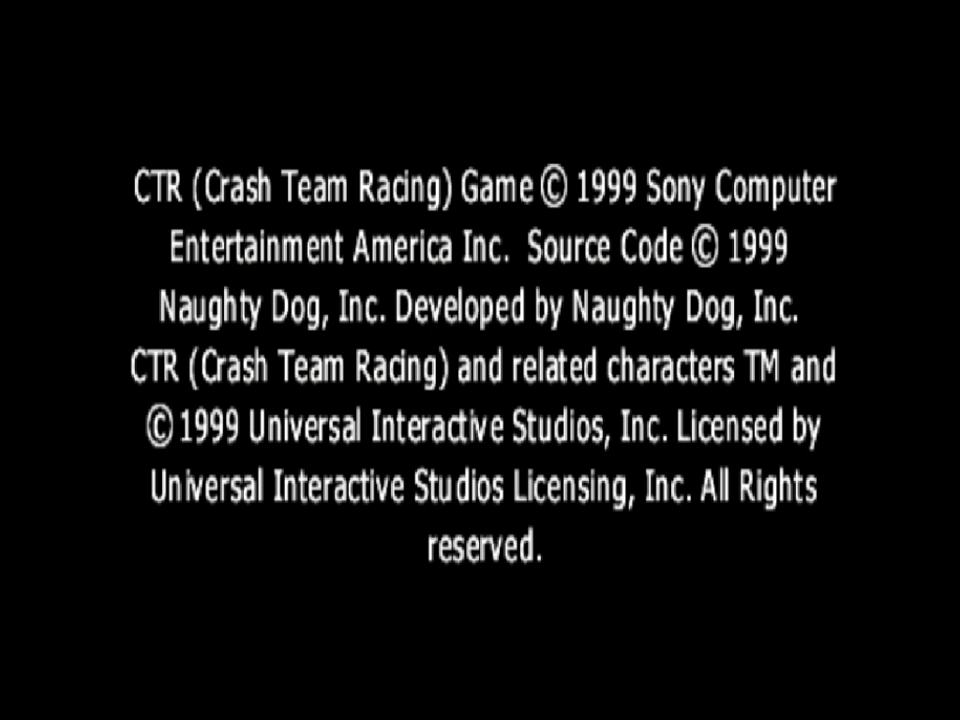 CTR (Crash Team Racing) Game © 1999 Sony Computer
Entertainment America Inc.  Source Code © 1999
Naughty Dog, Inc. Developed by Naughty Dog, Inc.
CTR (Crash Team Racing) and related characters TM and
© 1999 Universal Interactive Studios, Inc. Licensed by
Universal Interactive Studios Licensing, Inc. All Rights
reserved.